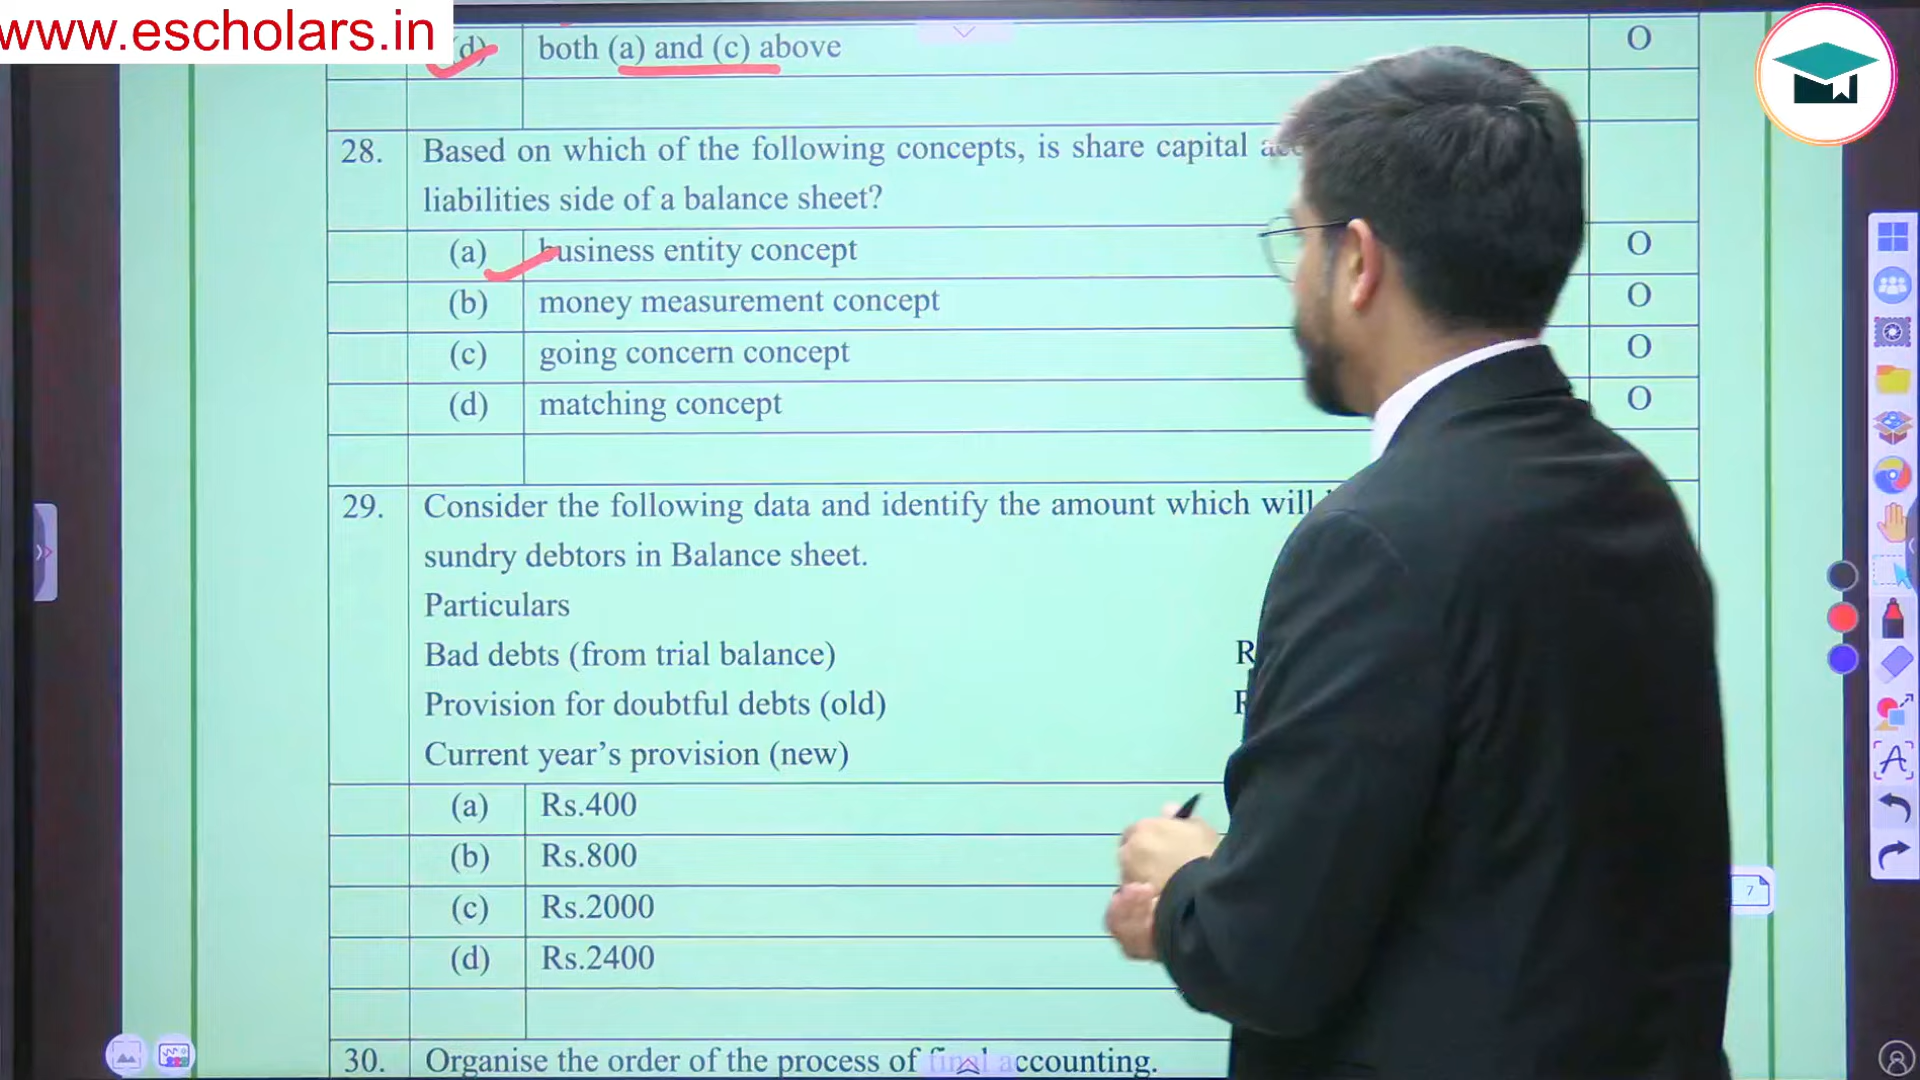 www.escholars.in
(d) both (a) and (c) above O
28. Based on which of the following concepts, is share capital
liabilities side of a balance sheet?
(a) business entity concept O
(b) money measurement concept O
(c) going concern concept O
(d) matching concept O
29. Consider the following data and identify the amount which will
sundry debtors in Balance sheet.
Particulars
Bad debts (from trial balance)
Provision for doubtful debts (old)
Current year’s provision (new)
(a) Rs.400
(b) Rs.800
(c) Rs.2000
(d) Rs.2400
7
30. Organise the order of the process of final accounting.